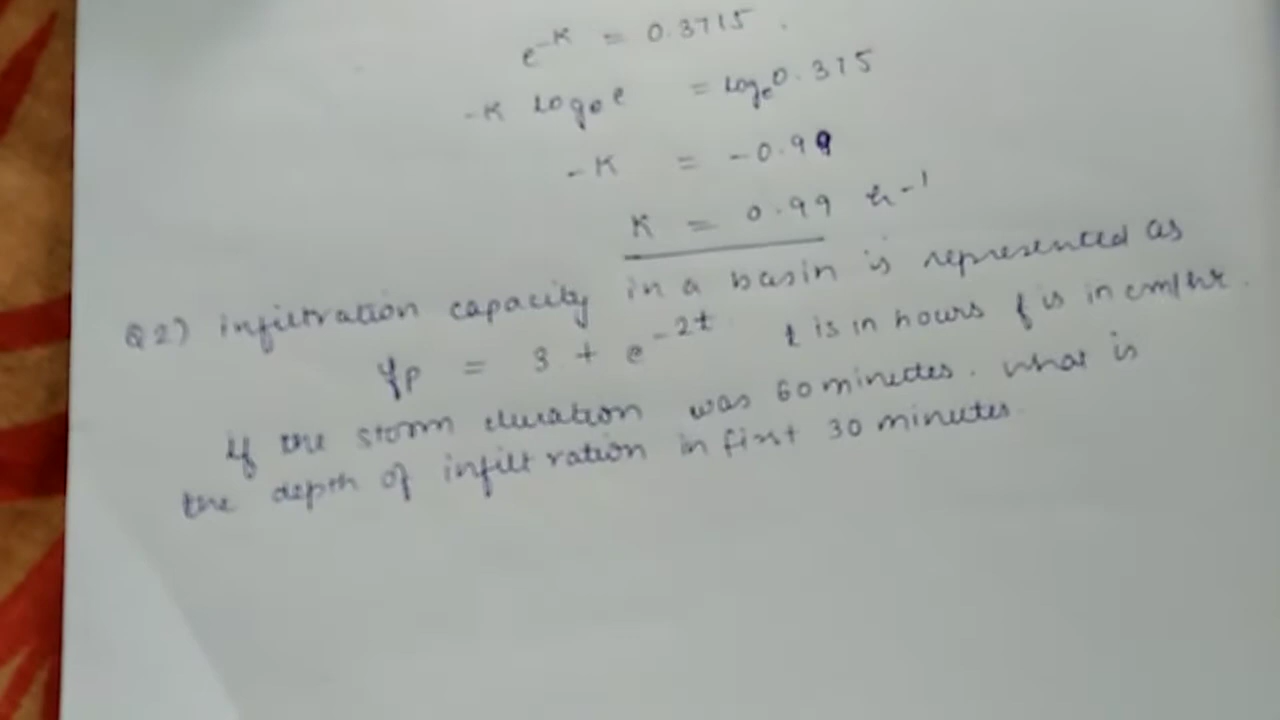 e^-K = 0.3715.
-K loge e = loge 0.375
-K = -0.99
K = 0.99 h^-1
Q2) infiltration capacity in a basin is represented as
fp = 3 + e^-2t t is in hours f is in cm/hr.
if the storm duration was 60 minutes. what is
the depth of infiltration in first 30 minutes.